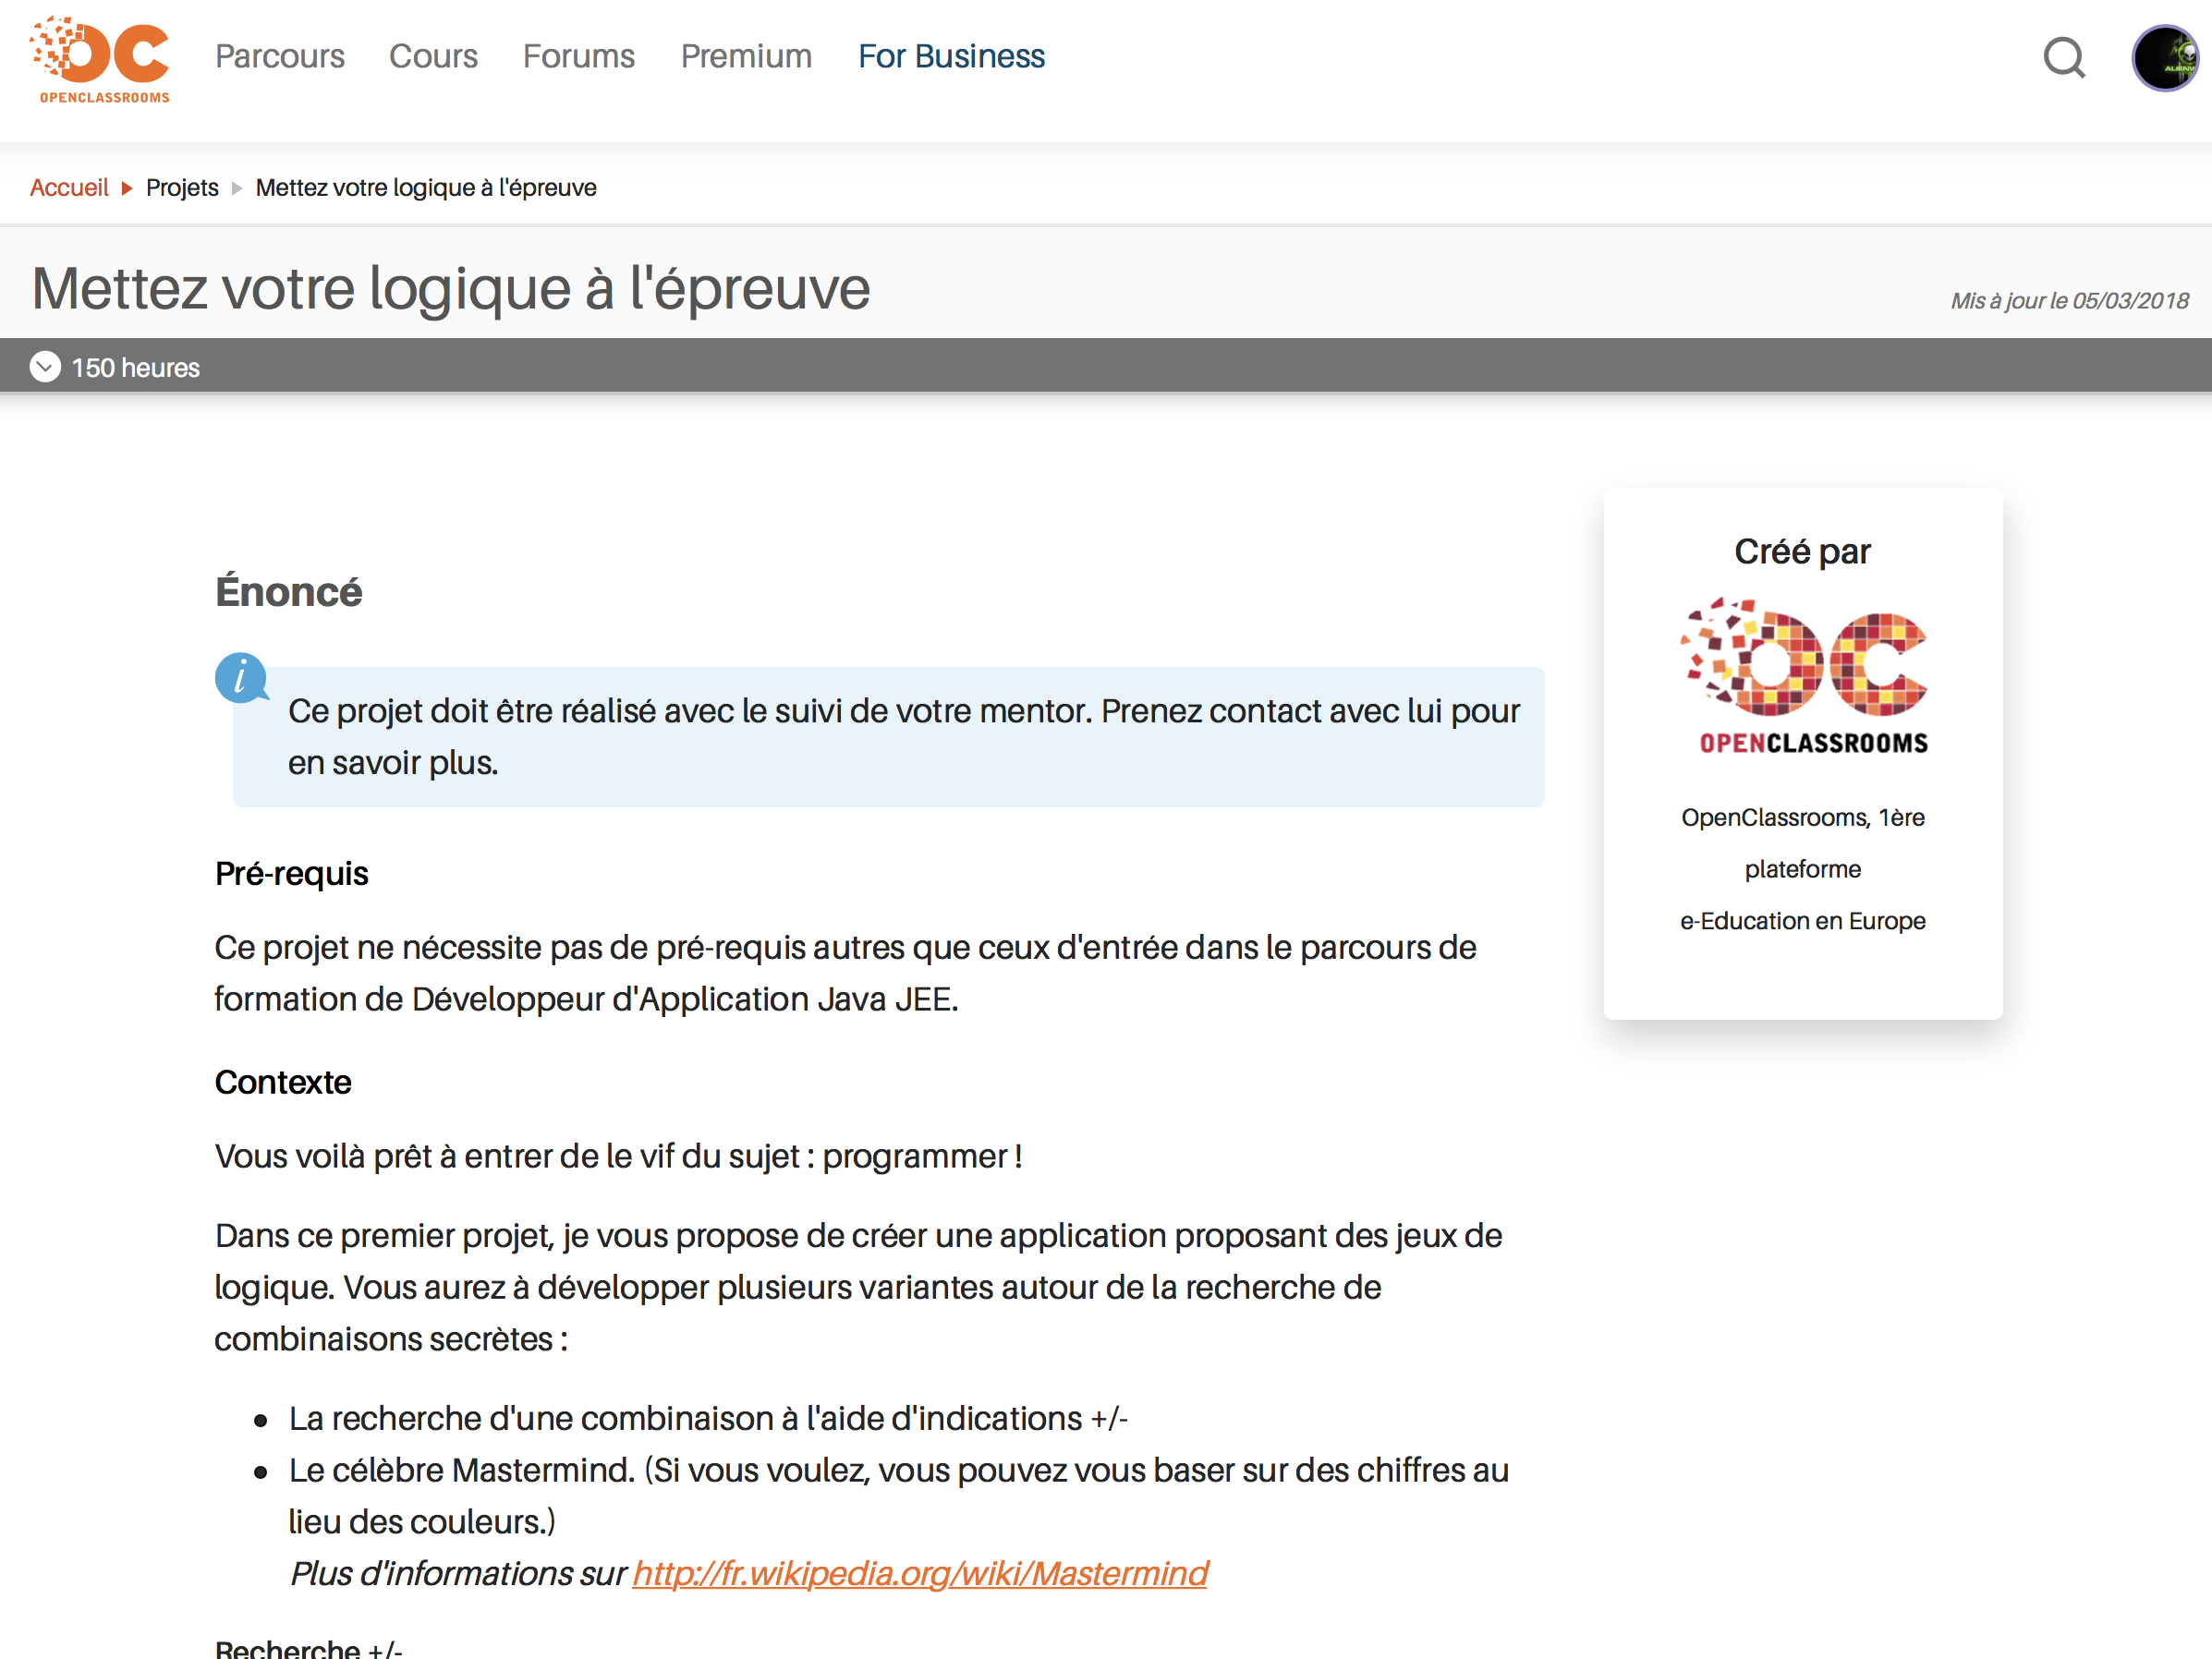 OC
OPENCLASSROOMS
Parcours Cours Forums Premium For Business
Accueil Projets Mettez votre logique à l'épreuve
Mettez votre logique à l'épreuve
Mis à jour le 05/03/2018
150 heures
Créé par
OC
OPENCLASSROOMS
OpenClassrooms, 1ère
plateforme
e-Education en Europe
Énoncé
i
Ce projet doit être réalisé avec le suivi de votre mentor. Prenez contact avec lui pour
en savoir plus.
Pré-requis
Ce projet ne nécessite pas de pré-requis autres que ceux d'entrée dans le parcours de
formation de Développeur d'Application Java JEE.
Contexte
Vous voilà prêt à entrer de le vif du sujet : programmer !
Dans ce premier projet, je vous propose de créer une application proposant des jeux de
logique. Vous aurez à développer plusieurs variantes autour de la recherche de
combinaisons secrètes :
• La recherche d'une combinaison à l'aide d'indications +/-
• Le célèbre Mastermind. (Si vous voulez, vous pouvez vous baser sur des chiffres au
lieu des couleurs.)
Plus d'informations sur http://fr.wikipedia.org/wiki/Mastermind
Recherche +/-